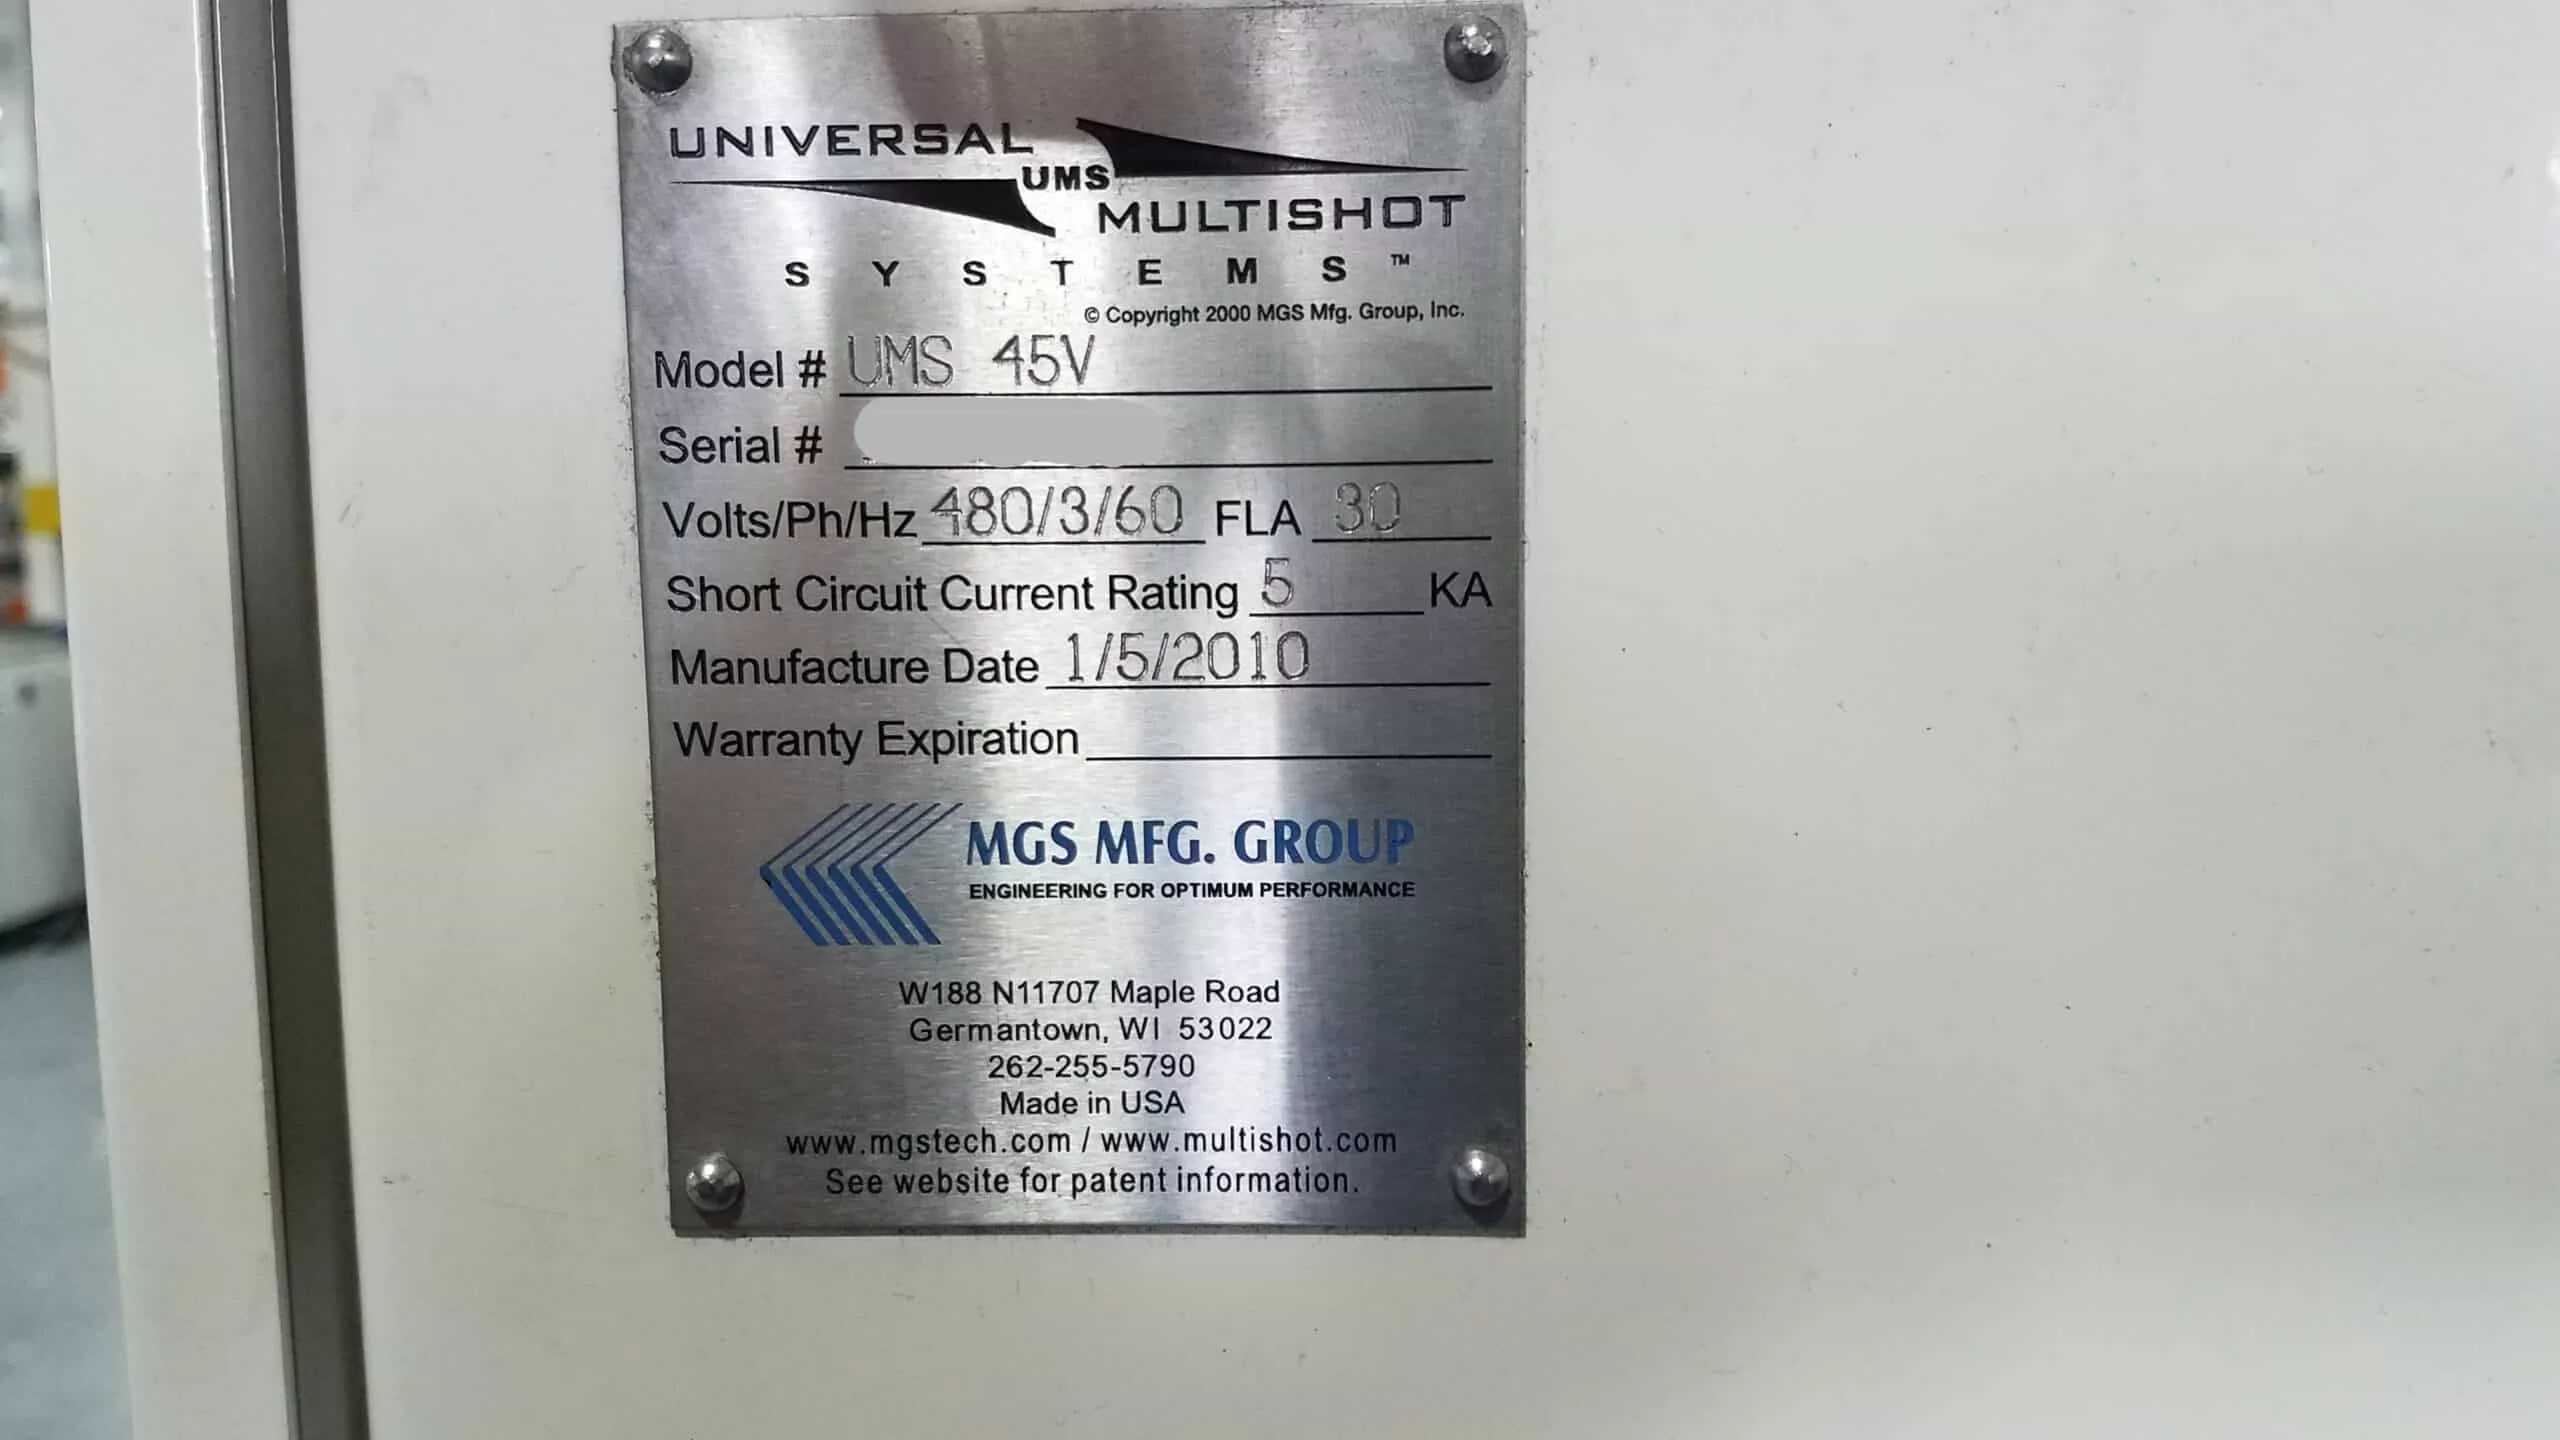 UNIVERSAL
UMS
MULTISHOT
SYSTEMS™
© Copyright 2000 MGS Mfg. Group, Inc.
Model # UMS 45V
Serial #
Volts/Ph/Hz 480/3/60 FLA 30
Short Circuit Current Rating 5 KA
Manufacture Date 1/5/2010
Warranty Expiration
MGS MFG. GROUP
ENGINEERING FOR OPTIMUM PERFORMANCE
W188 N11707 Maple Road
Germantown, WI 53022
262-255-5790
Made in USA
www.mgstech.com / www.multishot.com
See website for patent information.